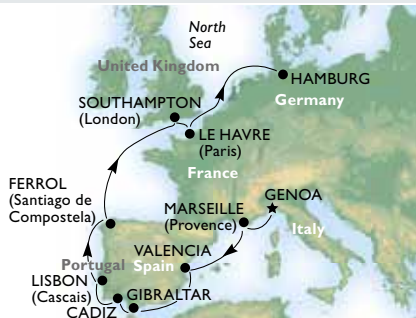 North
Sea
United Kingdom
HAMBURG
Germany
SOUTHAMPTON
(London)
LE HAVRE
(Paris)
France
FERROL
(Santiago de
Compostela)
GENOA
MARSEILLE
(Provence)
Italy
VALENCIA
Portugal Spain
LISBON
(Cascais)
GIBRALTAR
CADIZ